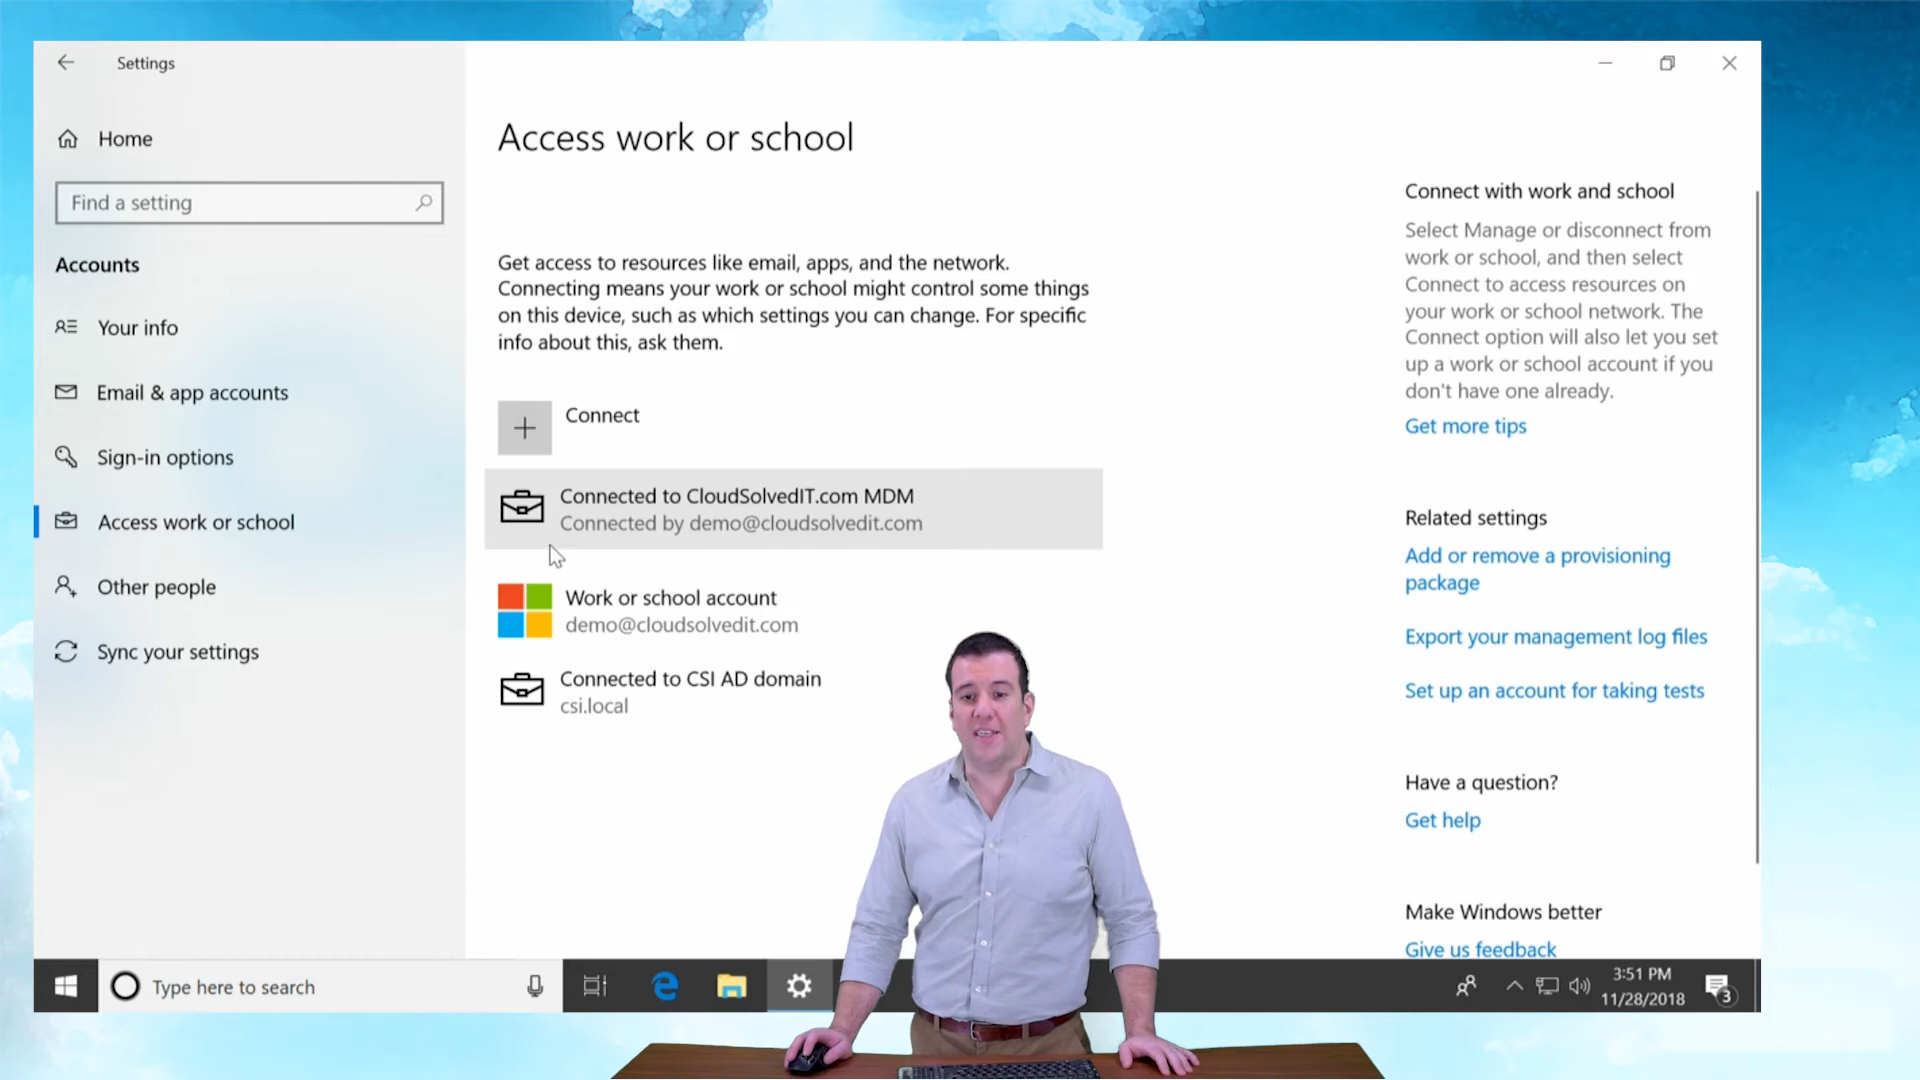 Settings
Home
Find a setting
Accounts
Your info
Email & app accounts
Sign-in options
Access work or school
Other people
Sync your settings
Access work or school
Get access to resources like email, apps, and the network.
Connecting means your work or school might control some things
on this device, such as which settings you can change. For specific
info about this, ask them.
Connect
Connected to CloudSolvedIT.com MDM
Connected by demo@cloudsolvedit.com
Work or school account
demo@cloudsolvedit.com
Connected to CSI AD domain
csi.local
Connect with work and school
Select Manage or disconnect from
work or school, and then select
Connect to access resources on
your work or school network. The
Connect option will also let you set
up a work or school account if you
don't have one already.
Get more tips
Related settings
Add or remove a provisioning
package
Export your management log files
Set up an account for taking tests
Have a question?
Get help
Make Windows better
Give us feedback
Type here to search
3:51 PM
11/28/2018
3